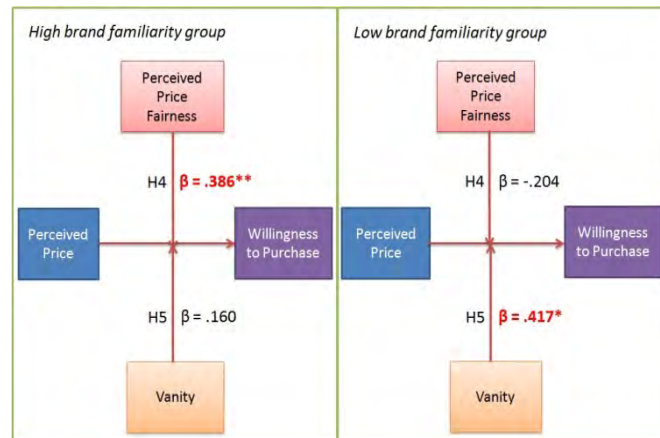 High brand familiarity group
Perceived
Price
Fairness
H4 β = .386**
Perceived
Price
Willingness
to Purchase
H5 β = .160
Vanity
Low brand familiarity group
Perceived
Price
Fairness
H4 β = -.204
Perceived
Price
Willingness
to Purchase
H5 β = .417*
Vanity